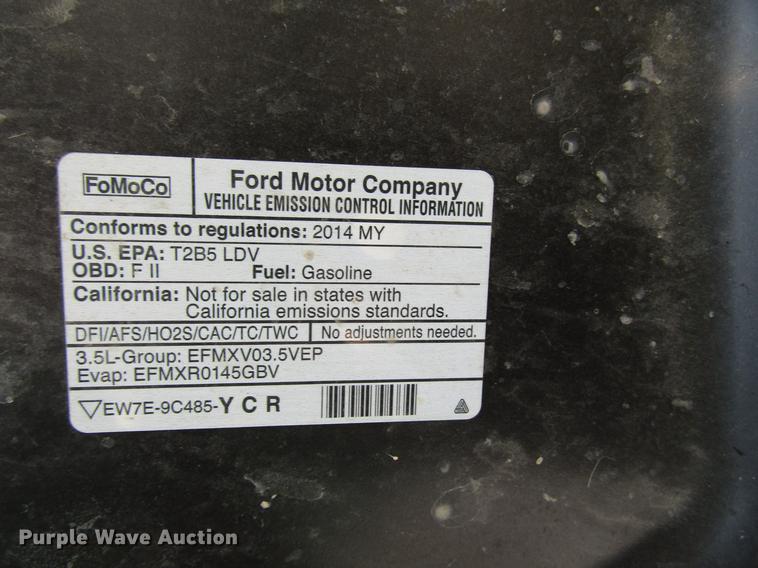 FoMoCo
Ford Motor Company
VEHICLE EMISSION CONTROL INFORMATION
Conforms to regulations: 2014 MY
U.S. EPA: T2B5 LDV
OBD: F II Fuel: Gasoline
California: Not for sale in states with
California emissions standards.
DFI/AFS/HO2S/CAC/TC/TWC No adjustments needed.
3.5L-Group: EFMXV03.5VEP
Evap: EFMXR0145GBV
EW7E-9C485-Y C R
Purple Wave Auction